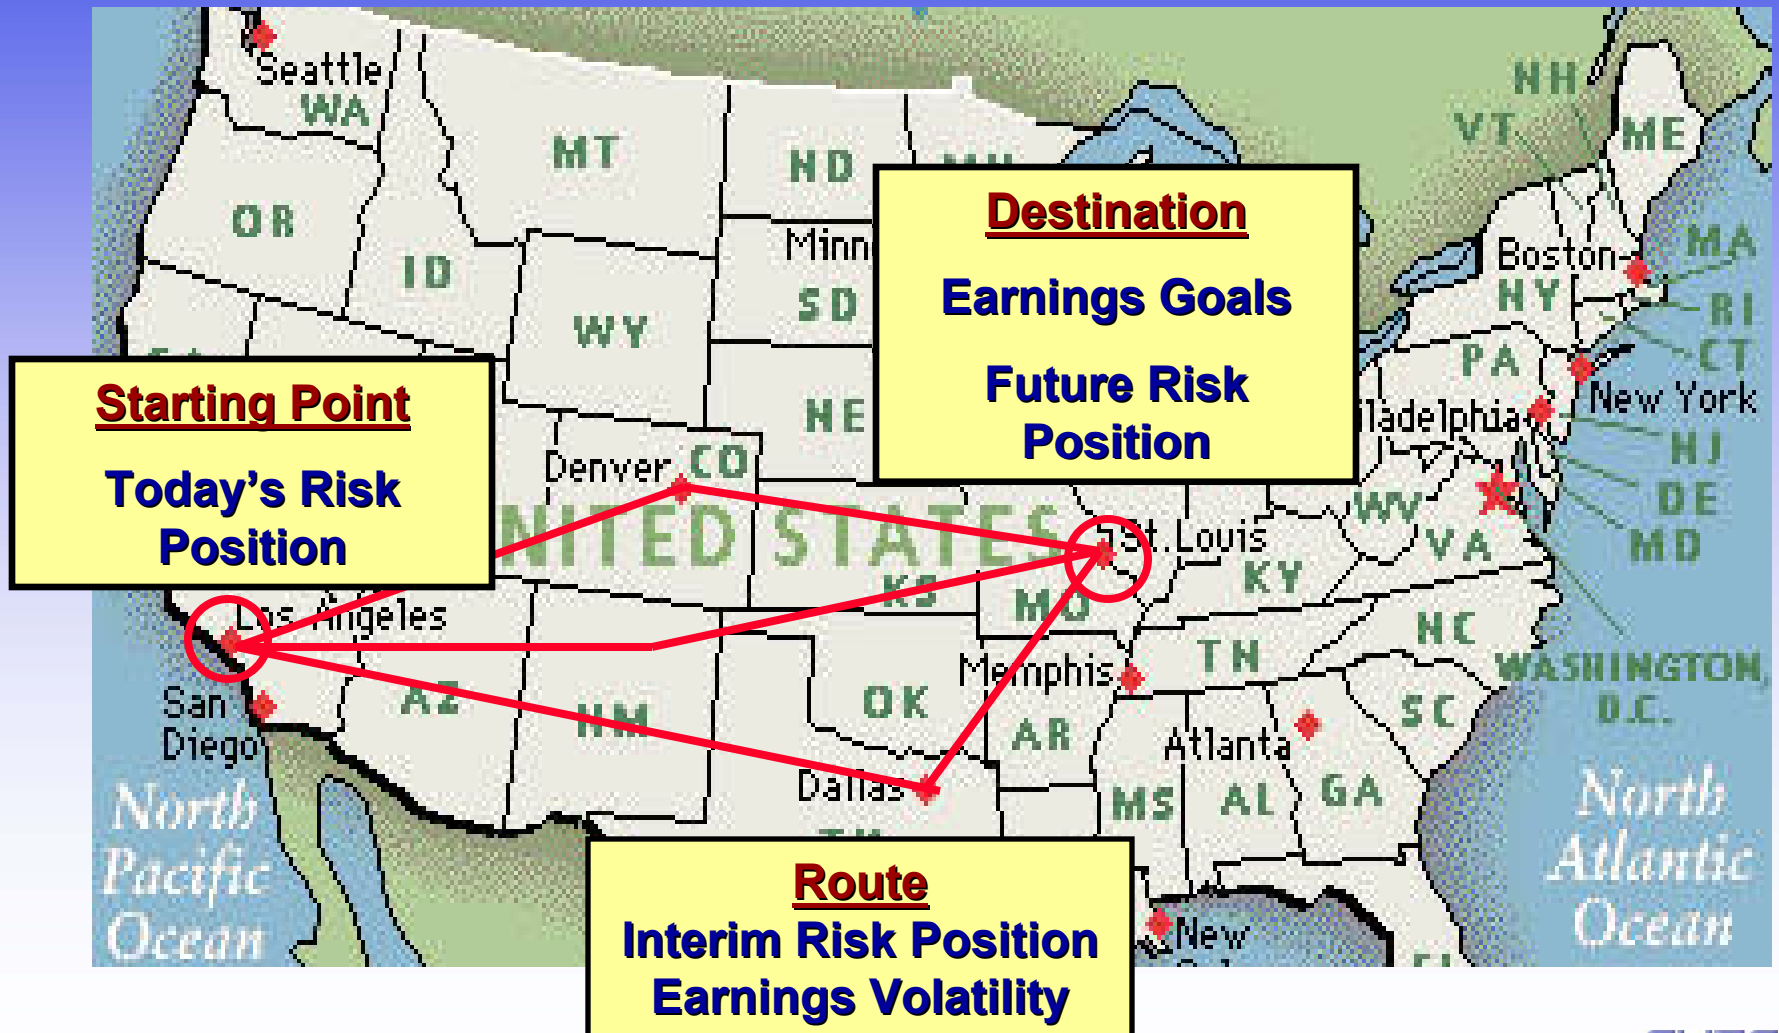 Seattle
WA
NH
VT
ME
MT
ND
OR
Destination
MA
Boston
ID
Earnings Goals
NY
SD
RI
WY
CT
PA
Future Risk
Position
New York
Starting Point
NE
NJ
Denver
CO
Today's Risk
Position
DE
WV
UNITED STATES
St. Louis
VA
MD
KY
KS
MO
Los Angeles
NC
TN
WASHINGTON,
D.C.
Memphis
San
Diego
AZ
OK
NM
AR
SC
Atlanta
Dallas
MS
AL
GA
North
Pacific
Ocean
North
Atlantic
Ocean
Route
Interim Risk Position
Earnings Volatility
New